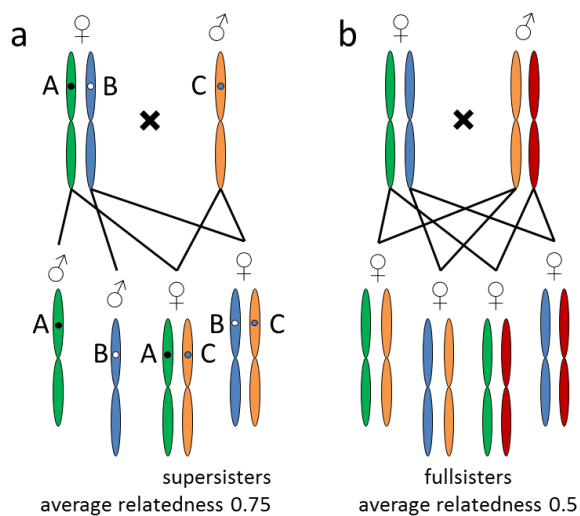 a
b
♀
♂
♀
♂
A
B
C
×
×
♂
♂
♀
♀
♀
♀
♀
♀
A
B
A
C
B
C
supersisters
average relatedness 0.75
fullsisters
average relatedness 0.5